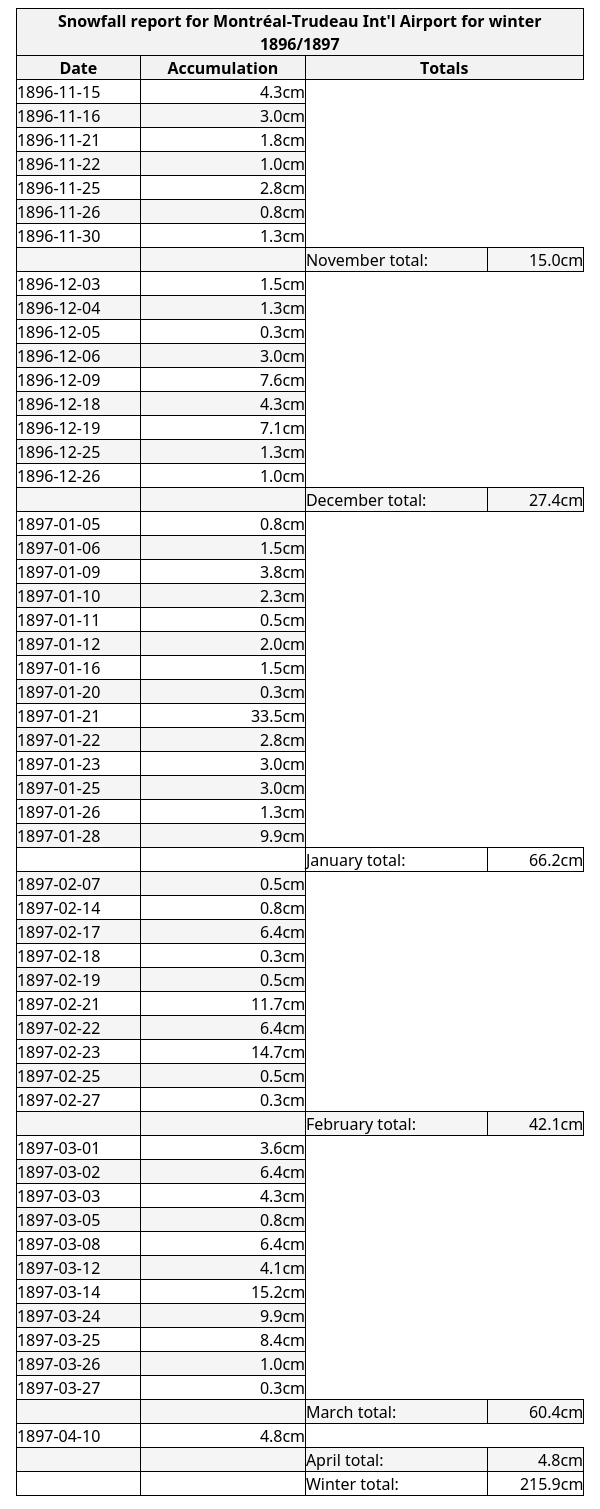 Snowfall report for Montréal-Trudeau Int'l Airport for winter
1896/1897
Date Accumulation Totals
1896-11-15 4.3cm
1896-11-16 3.0cm
1896-11-21 1.8cm
1896-11-22 1.0cm
1896-11-25 2.8cm
1896-11-26 0.8cm
1896-11-30 1.3cm
November total: 15.0cm
1896-12-03 1.5cm
1896-12-04 1.3cm
1896-12-05 0.3cm
1896-12-06 3.0cm
1896-12-09 7.6cm
1896-12-18 4.3cm
1896-12-19 7.1cm
1896-12-25 1.3cm
1896-12-26 1.0cm
December total: 27.4cm
1897-01-05 0.8cm
1897-01-06 1.5cm
1897-01-09 3.8cm
1897-01-10 2.3cm
1897-01-11 0.5cm
1897-01-12 2.0cm
1897-01-16 1.5cm
1897-01-20 0.3cm
1897-01-21 33.5cm
1897-01-22 2.8cm
1897-01-23 3.0cm
1897-01-25 3.0cm
1897-01-26 1.3cm
1897-01-28 9.9cm
January total: 66.2cm
1897-02-07 0.5cm
1897-02-14 0.8cm
1897-02-17 6.4cm
1897-02-18 0.3cm
1897-02-19 0.5cm
1897-02-21 11.7cm
1897-02-22 6.4cm
1897-02-23 14.7cm
1897-02-25 0.5cm
1897-02-27 0.3cm
February total: 42.1cm
1897-03-01 3.6cm
1897-03-02 6.4cm
1897-03-03 4.3cm
1897-03-05 0.8cm
1897-03-08 6.4cm
1897-03-12 4.1cm
1897-03-14 15.2cm
1897-03-24 9.9cm
1897-03-25 8.4cm
1897-03-26 1.0cm
1897-03-27 0.3cm
March total: 60.4cm
1897-04-10 4.8cm
April total: 4.8cm
Winter total: 215.9cm